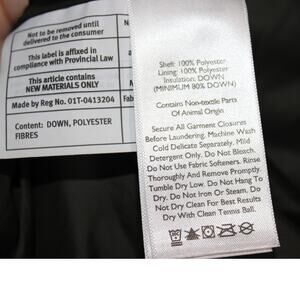 Not to be removed until
delivered to the consumer
This label is affixed in
compliance with Provincial Law
This article contains
NEW MATERIALS ONLY
Made by Reg No. 01T-0413204
Content: DOWN, POLYESTER
FIBRES
N
a
N
Fab
Shell: 100% Polyester
Lining: 100% Polyester
Insulation: DOWN
(MINIMUM 80% DOWN)
Contains Non-textile Parts
Of Animal Origin
Secure All Garment Closures
Before Laundering. Machine Wash
Cold Delicate Separately. Mild
Detergent Only. Do Not Bleach.
Do Not Use Fabric Softeners. Rinse
Thoroughly And Remove Promptly.
Tumble Dry Low. Do Not Hang To
Dry. Do Not Iron Or Steam. Do
Not Dry Clean For Best Results
Dry With Clean Tennis Ball.